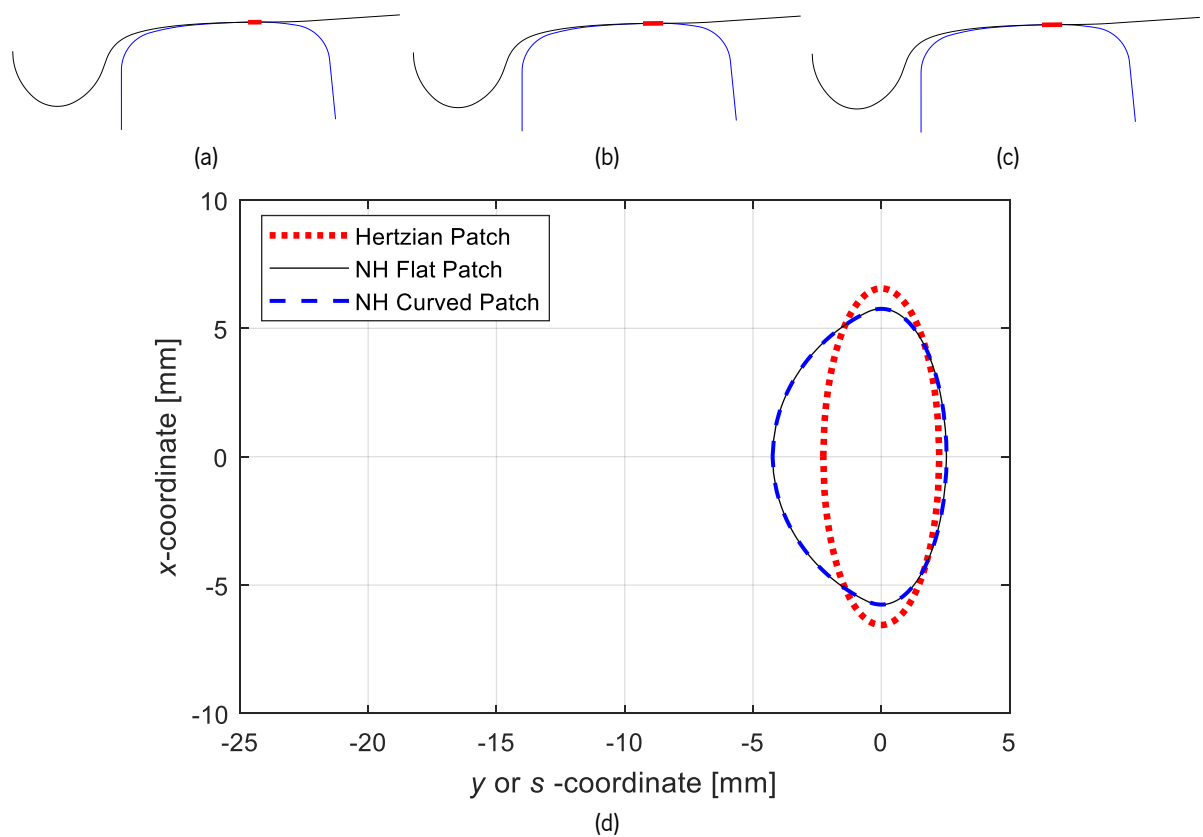 (a)
(b)
(c)
10
5
0
-5
-10
x-coordinate [mm]
Hertzian Patch
NH Flat Patch
NH Curved Patch
-25 -20 -15 -10 -5 0 5
y or s -coordinate [mm]
(d)